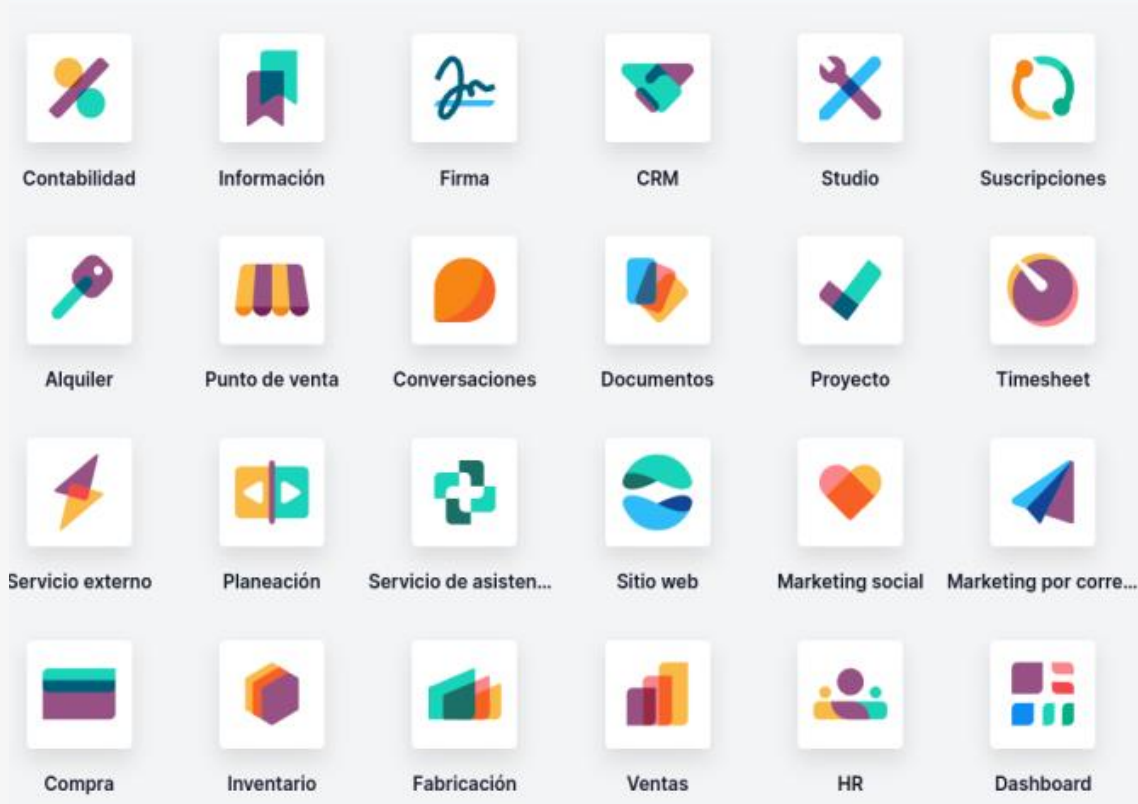 Contabilidad
Información
Firma
CRM
Studio
Suscripciones
Alquiler
Punto de venta
Conversaciones
Documentos
Proyecto
Timesheet
Servicio externo
Planeación
Servicio de asisten...
Sitio web
Marketing social
Marketing por corre...
Compra
Inventario
Fabricación
Ventas
HR
Dashboard